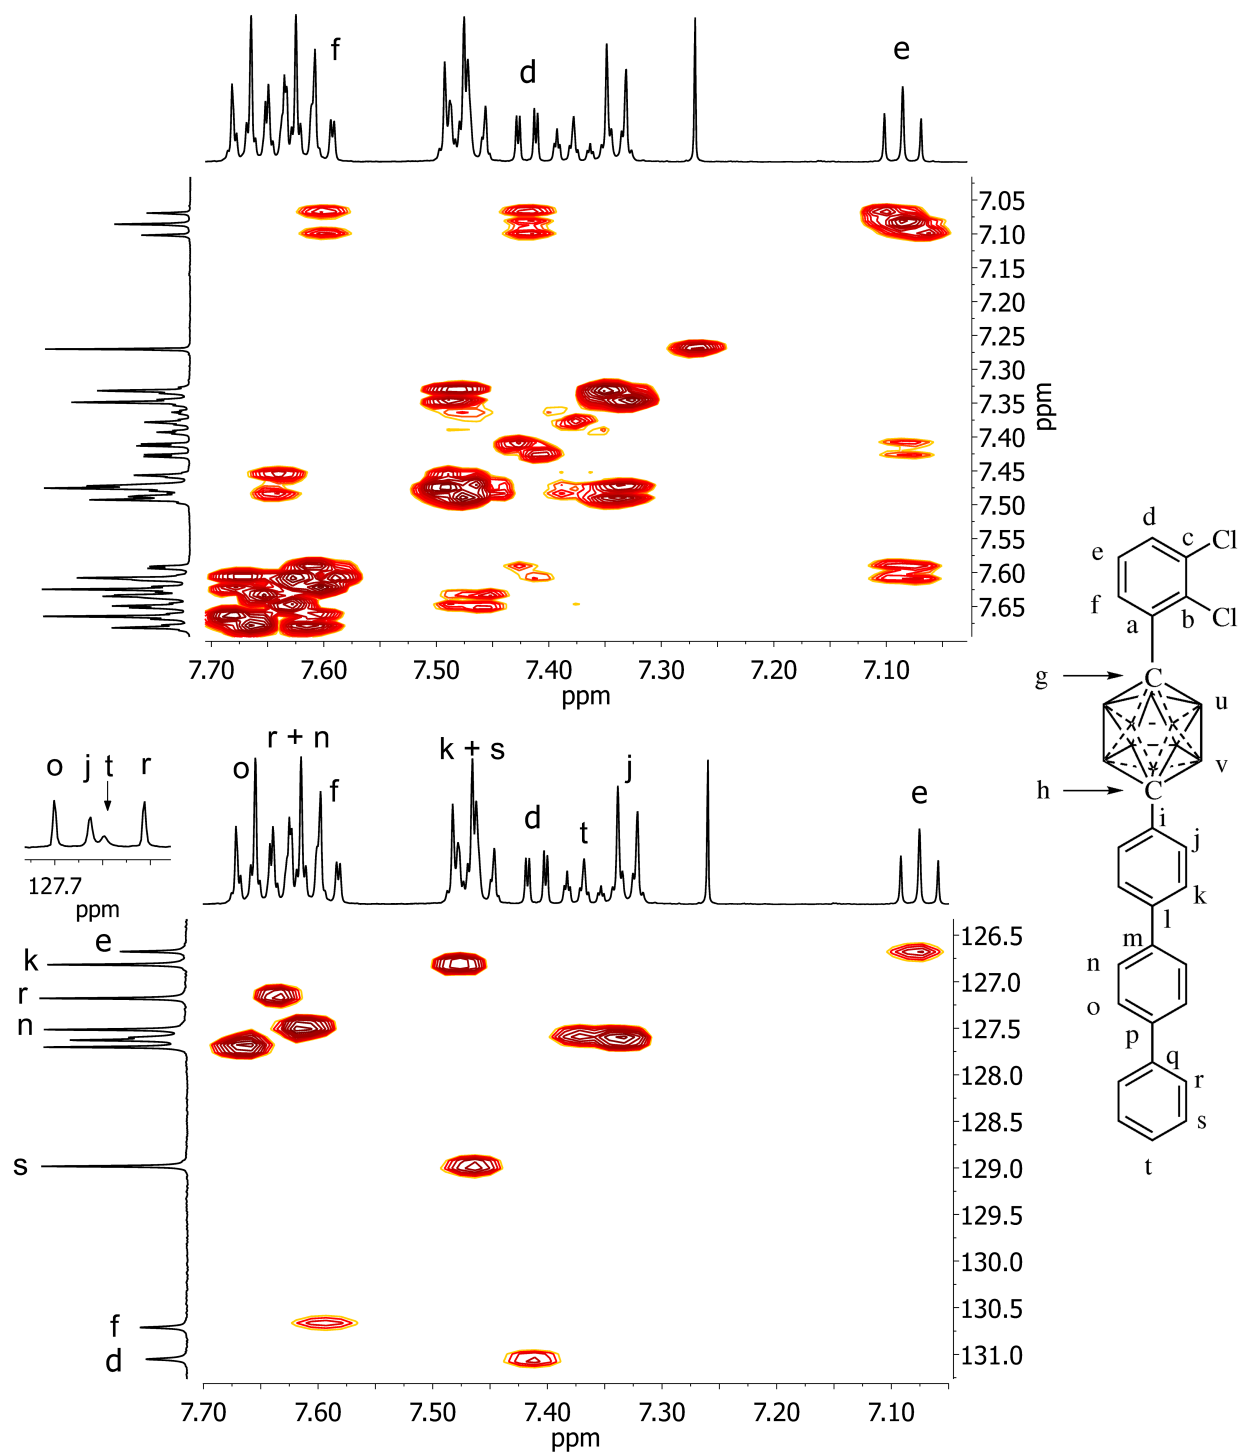 f
d
e
7.05
7.10
7.15
7.20
7.25
7.30
7.35
7.40
7.45
7.50
7.55
7.60
7.65
ppm
7.70
7.60
7.50
7.40
7.30
7.20
7.10
ppm
o j t r
127.7
ppm
o
r + n
f
k + s
d
t
j
e
e
k
r
n
s
f
d
126.5
127.0
127.5
128.0
128.5
129.0
129.5
130.0
130.5
131.0
7.70
7.60
7.50
7.40
7.30
7.20
7.10
ppm
d
c
Cl
e
f
b
Cl
a
g
C
u
v
h
C
i
j
k
l
m
n
o
p
q
r
s
t